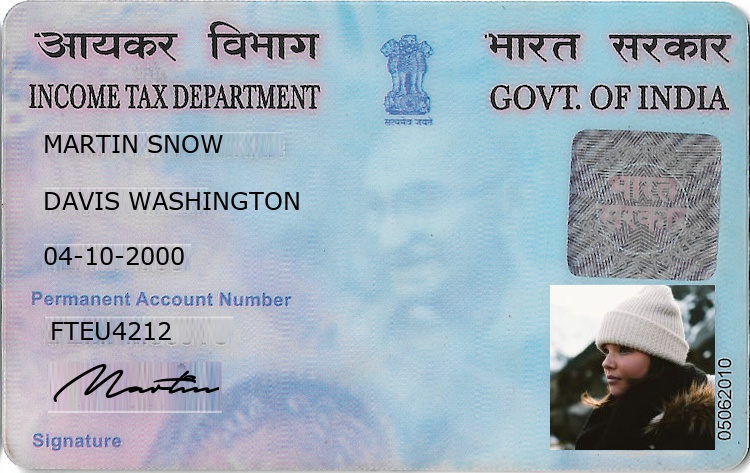 आयकर विभाग
भारत सरकार
INCOME TAX DEPARTMENT
GOVT. OF INDIA
सत्यमेव जयते
MARTIN SNOW
DAVIS WASHINGTON
04-10-2000
भारत
सरकार
Permanent Account Number
FTEU4212
Martin
Signature
05062010